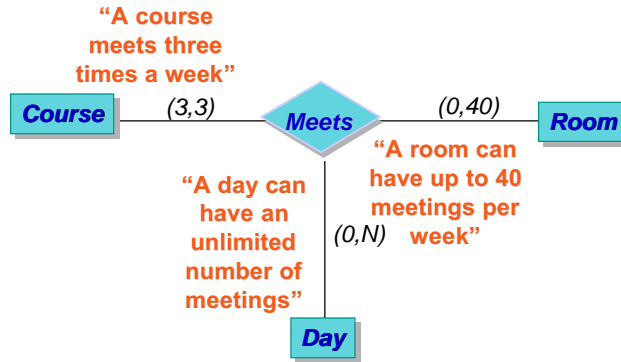 “A course
meets three
times a week”
Course
(3,3)
Meets
(0,40)
Room
“A day can
have an
unlimited
number of
meetings”
(0,N)
“A room can
have up to 40
meetings per
week”
Day